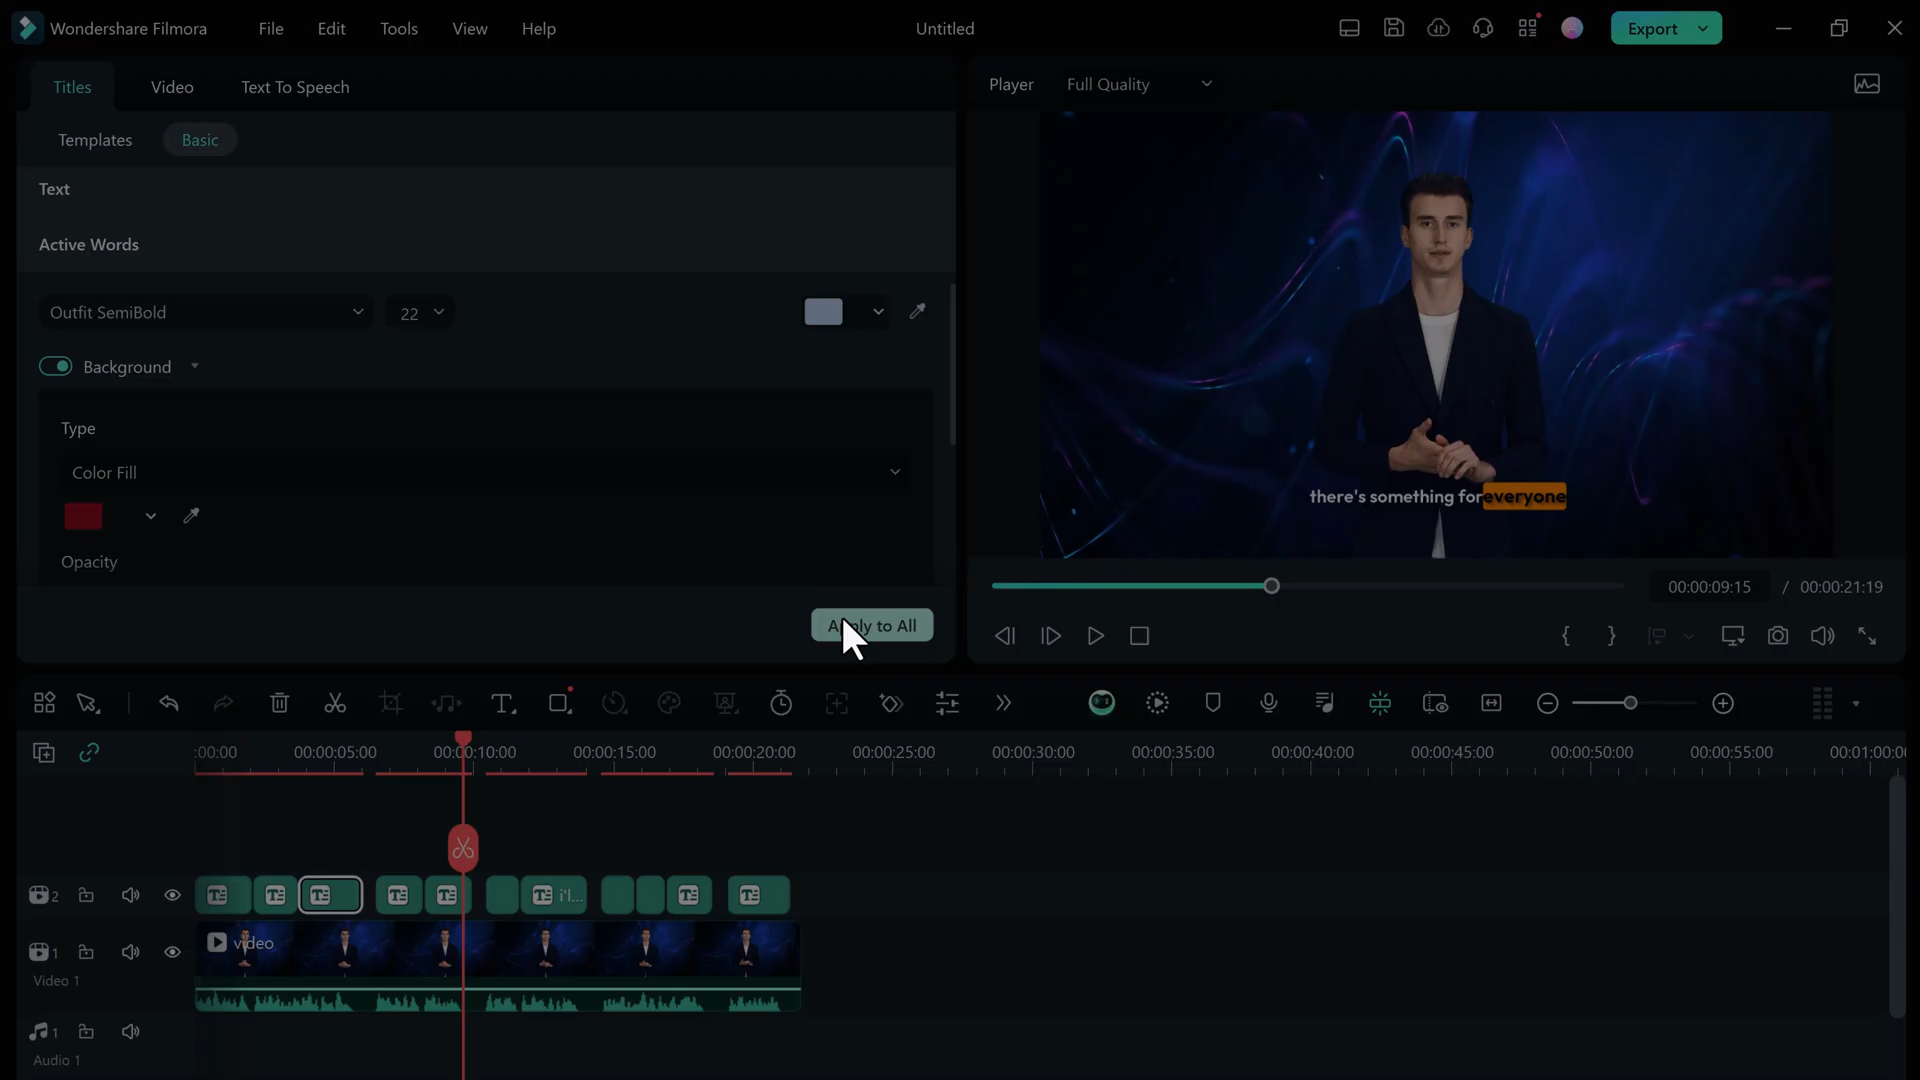 Wondershare Filmora File Edit Tools View Help Untitled Export
Titles Video Text To Speech
Player Full Quality
Templates Basic
Text
Active Words
Outfit SemiBold 22
Background
Type
Color Fill
Opacity
Apply to All
there's something for everyone
00:00:09:15 / 00:00:21:19
{ }
:00:00 00:00:05:00 00:00:10:00 00:00:15:00 00:00:20:00 00:00:25:00 00:00:30:00 00:00:35:00 00:00:40:00 00:00:45:00 00:00:50:00 00:00:55:00 00:01:00:0
2 i'l...
1 video
Video 1
1
Audio 1